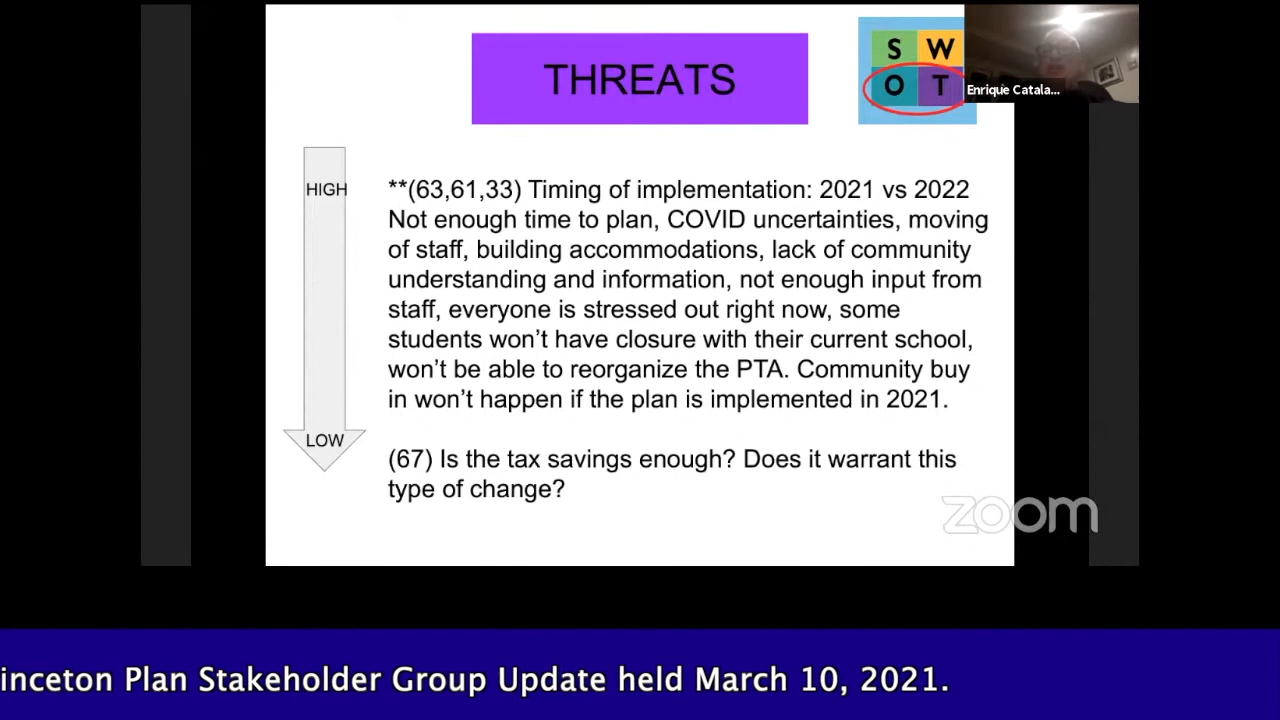 THREATS
S W
O T
Enrique Catala...
HIGH
**(63,61,33) Timing of implementation: 2021 vs 2022
Not enough time to plan, COVID uncertainties, moving
of staff, building accommodations, lack of community
understanding and information, not enough input from
staff, everyone is stressed out right now, some
students won’t have closure with their current school,
won’t be able to reorganize the PTA. Community buy
in won’t happen if the plan is implemented in 2021.
LOW
(67) Is the tax savings enough? Does it warrant this
type of change?
zoom
inceton Plan Stakeholder Group Update held March 10, 2021.